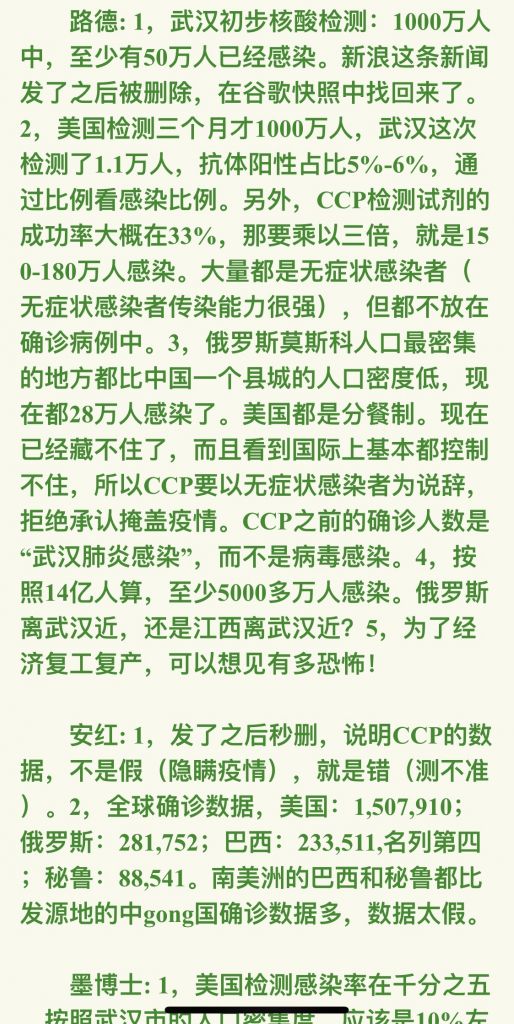 路德: 1，武汉初步核酸检测：1000万人
中，至少有50万人已经感染。新浪这条新闻
发了之后被删除，在谷歌快照中找回来了。
2，美国检测三个月才1000万人，武汉这次
检测了1.1万人，抗体阳性占比5%-6%，通
过比例看感染比例。另外，CCP检测试剂的
成功率大概在33%，那要乘以三倍，就是15
0-180万人感染。大量都是无症状感染者（
无症状感染者传染能力很强），但都不放在
确诊病例中。3，俄罗斯莫斯科人口最密集
的地方都比中国一个县城的人口密度低，现
在都28万人感染了。美国都是分餐制。现在
已经藏不住了，而且看到国际上基本都控制
不住，所以CCP要以无症状感染者为说辞，
拒绝承认掩盖疫情。CCP之前的确诊人数是
“武汉肺炎感染”，而不是病毒感染。4，按
照14亿人算，至少5000多万人感染。俄罗斯
离武汉近，还是江西离武汉近？5，为了经
济复工复产，可以想见有多恐怖！
安红: 1，发了之后秒删，说明CCP的数
据，不是假（隐瞒疫情），就是错（测不准
）。2，全球确诊数据，美国：1,507,910；
俄罗斯：281,752；巴西：233,511,名列第四
；秘鲁：88,541。南美洲的巴西和秘鲁都比
发源地的中gong国确诊数据多，数据太假。
墨博士: 1，美国检测感染率在千分之五
，按照武汉市的人口密集度，应该是10%左